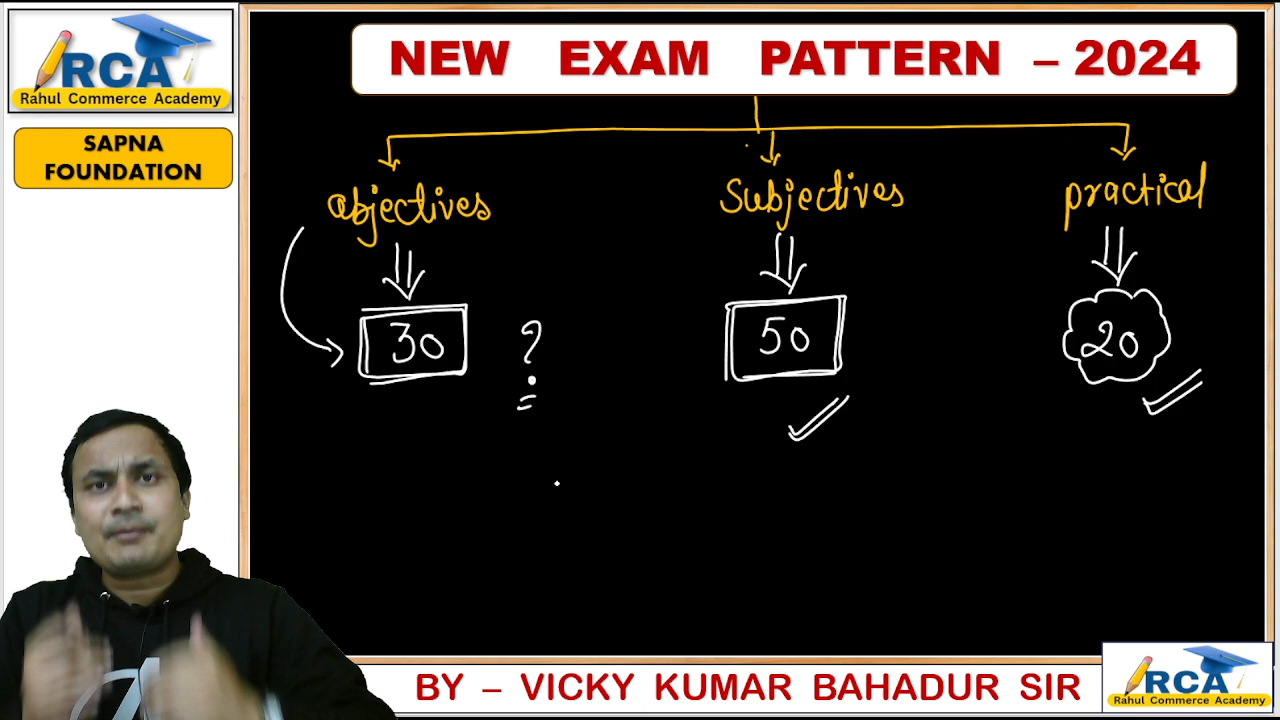 RCA
Rahul Commerce Academy
SAPNA
FOUNDATION
NEW EXAM PATTERN – 2024
objectives
Subjectives
practical
30 ?
50
20
BY – VICKY KUMAR BAHADUR SIR
RCA
Rahul Commerce Academy